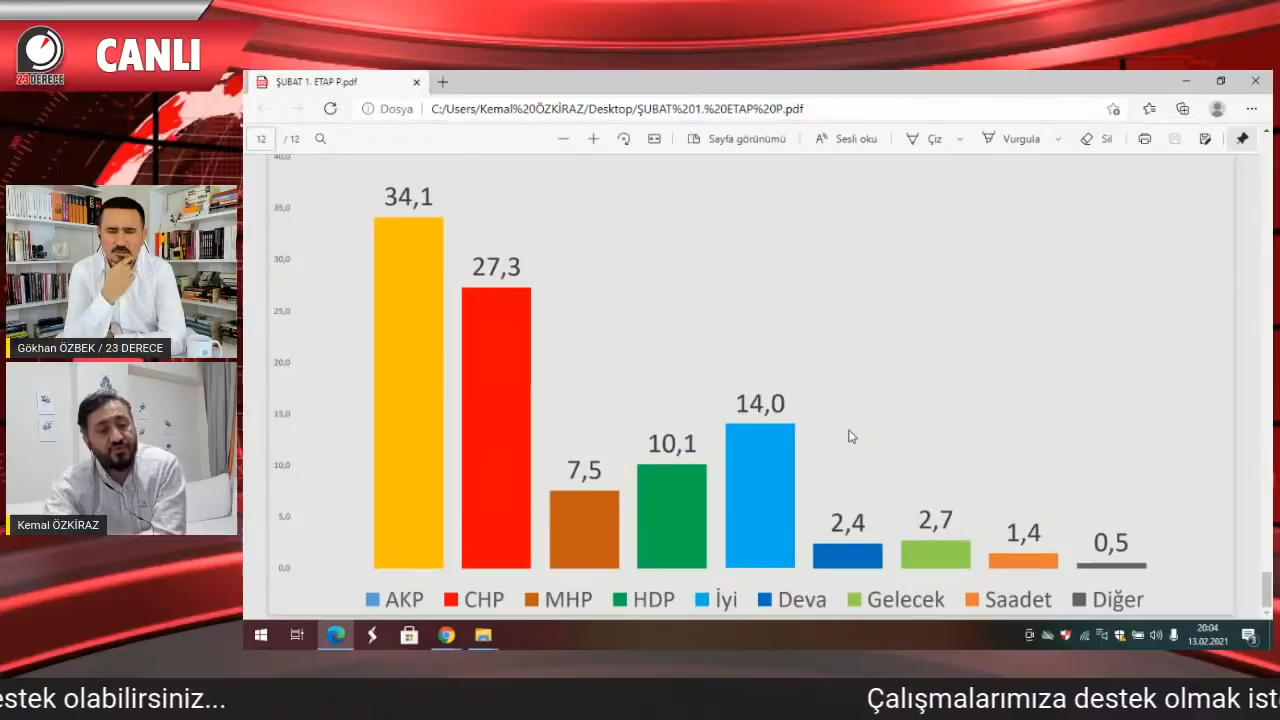 23 DERECE
CANLI
ŞUBAT 1. ETAP P.pdf
Dosya
C:/Users/Kemal%20ÖZKİRAZ/Desktop/ŞUBAT%201.%20ETAP%20P.pdf
12 / 12
Sayfa görünümü
Sesli oku
Çiz
Vurgula
Sil
40,0
35,0
30,0
25,0
20,0
15,0
10,0
5,0
0,0
34,1
27,3
7,5
10,1
14,0
2,4
2,7
1,4
0,5
AKP CHP MHP HDP İyi Deva Gelecek Saadet Diğer
Gökhan ÖZBEK / 23 DERECE
Kemal ÖZKİRAZ
20:04
13.02.2021
3
estek olabilirsiniz...
Çalışmalarımıza destek olmak ist